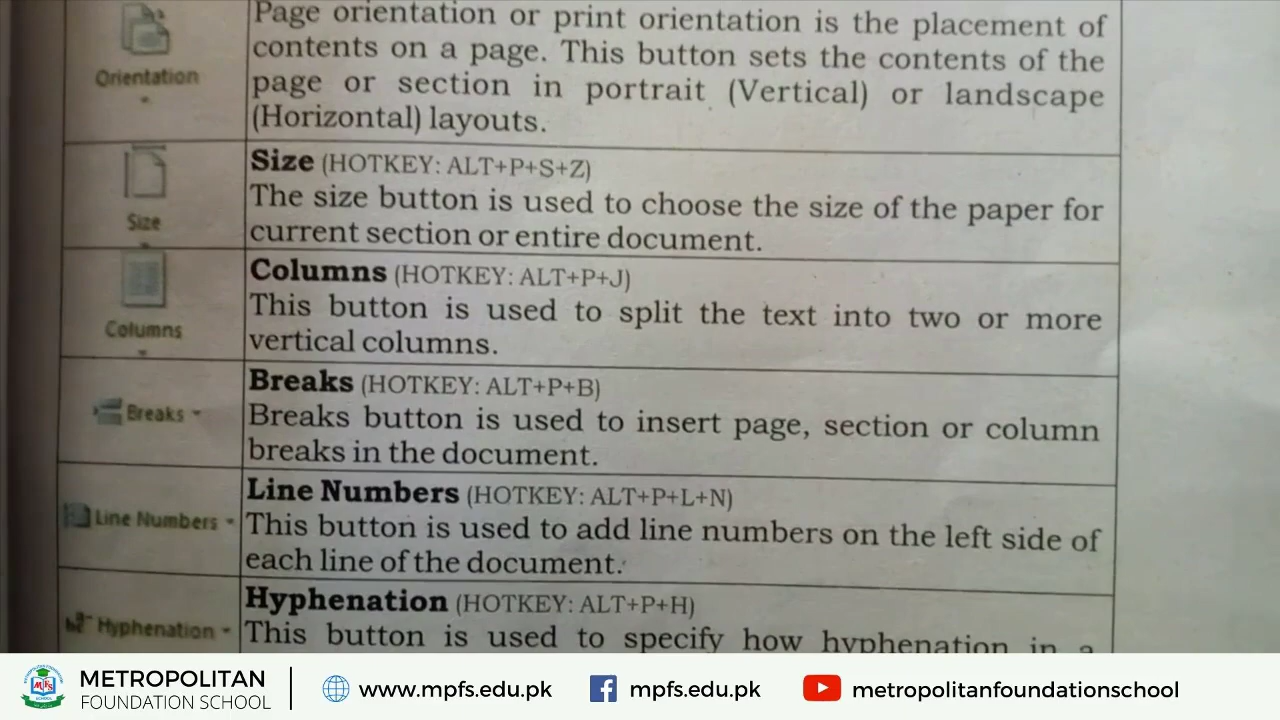 Orientation
Page orientation or print orientation is the placement of
contents on a page. This button sets the contents of the
page or section in portrait (Vertical) or landscape
(Horizontal) layouts.
Size
Size (HOTKEY: ALT+P+S+Z)
The size button is used to choose the size of the paper for
current section or entire document.
Columns
Columns (HOTKEY: ALT+P+J)
This button is used to split the text into two or more
vertical columns.
Breaks
Breaks (HOTKEY: ALT+P+B)
Breaks button is used to insert page, section or column
breaks in the document.
Line Numbers
Line Numbers (HOTKEY: ALT+P+L+N)
This button is used to add line numbers on the left side of
each line of the document.
Hyphenation
Hyphenation (HOTKEY: ALT+P+H)
This button is used to specify how hyphenation in a
METROPOLITAN
FOUNDATION SCHOOL
www.mpfs.edu.pk
mpfs.edu.pk
metropolitanfoundationschool